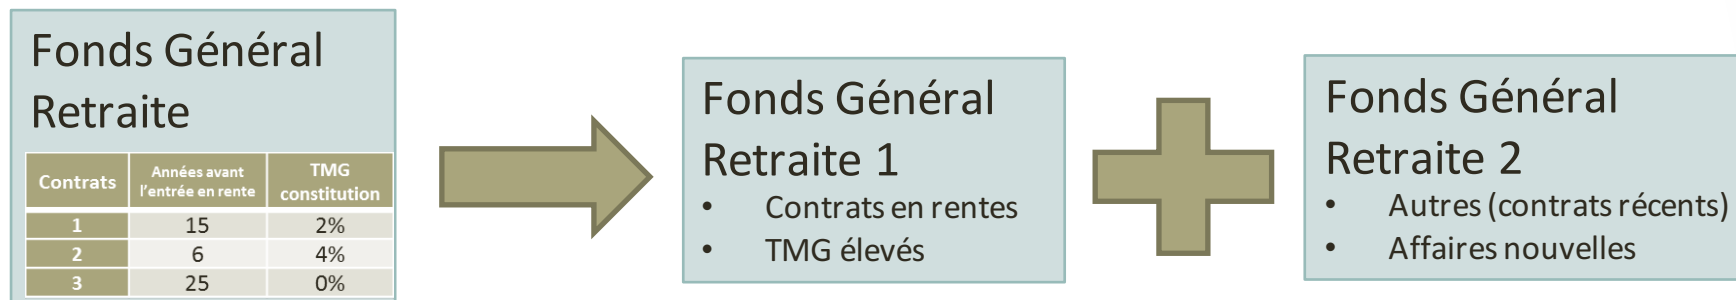 Fonds Général
Retraite
Contrats Années avant l'entrée en rente TMG constitution
1 15 2%
2 6 4%
3 25 0%
Fonds Général
Retraite 1
• Contrats en rentes
• TMG élevés
Fonds Général
Retraite 2
• Autres (contrats récents)
• Affaires nouvelles